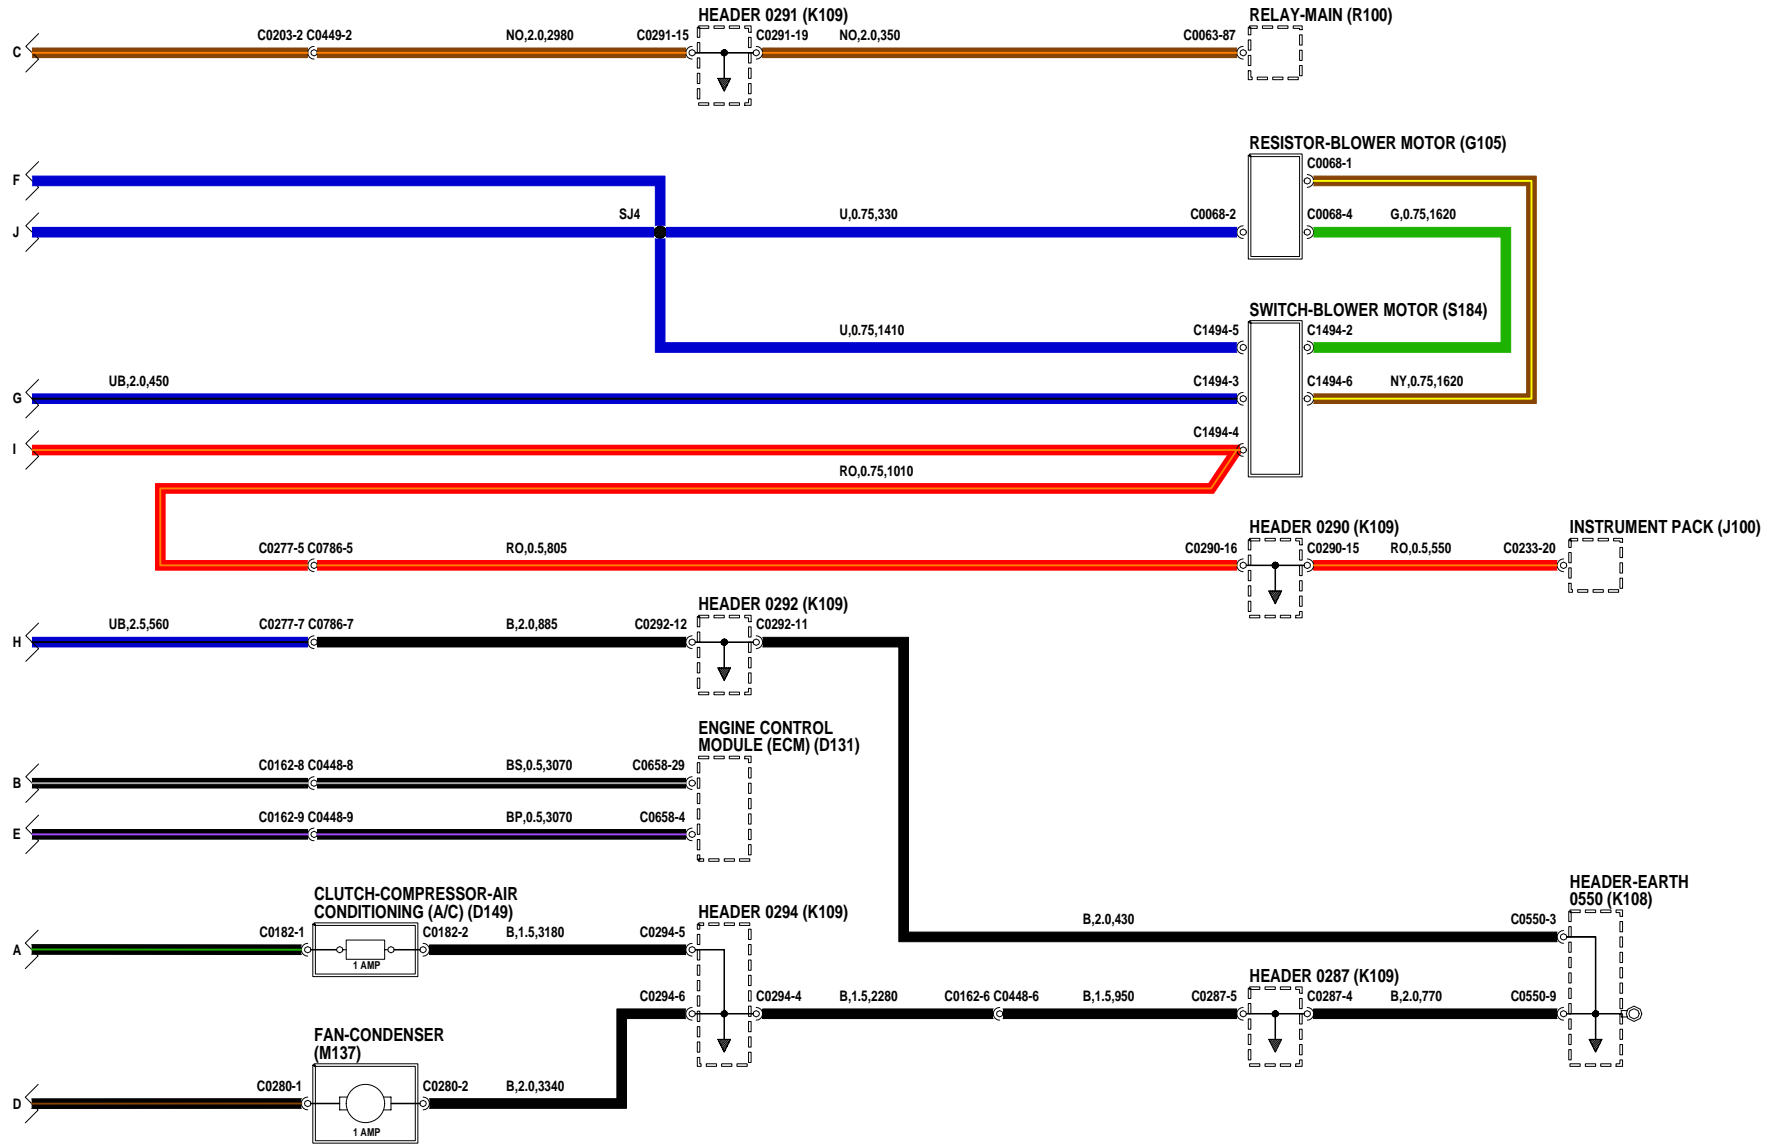 HEADER 0291 (K109)
RELAY-MAIN (R100)
C
C0203-2 C0449-2
NO,2.0,2980
C0291-15
C0291-19
NO,2.0,350
C0063-87
RESISTOR-BLOWER MOTOR (G105)
C0068-1
F
J
SJ4
U,0.75,330
C0068-2
C0068-4
G,0.75,1620
SWITCH-BLOWER MOTOR (S184)
U,0.75,1410
C1494-5
C1494-2
G
UB,2.0,450
C1494-3
C1494-6
NY,0.75,1620
I
C1494-4
RO,0.75,1010
HEADER 0290 (K109)
INSTRUMENT PACK (J100)
C0277-5 C0786-5
RO,0.5,805
C0290-16
C0290-15
RO,0.5,550
C0233-20
HEADER 0292 (K109)
H
UB,2.5,560
C0277-7 C0786-7
B,2.0,885
C0292-12
C0292-11
ENGINE CONTROL
MODULE (ECM) (D131)
B
C0162-8 C0448-8
BS,0.5,3070
C0658-29
E
C0162-9 C0448-9
BP,0.5,3070
C0658-4
CLUTCH-COMPRESSOR-AIR
CONDITIONING (A/C) (D149)
HEADER 0294 (K109)
HEADER-EARTH
0550 (K108)
A
C0182-1
1 AMP
C0182-2
B,1.5,3180
C0294-5
B,2.0,430
C0550-3
HEADER 0287 (K109)
C0294-6
C0294-4
B,1.5,2280
C0162-6 C0448-6
B,1.5,950
C0287-5
C0287-4
B,2.0,770
C0550-9
FAN-CONDENSER
(M137)
D
C0280-1
1 AMP
C0280-2
B,2.0,3340